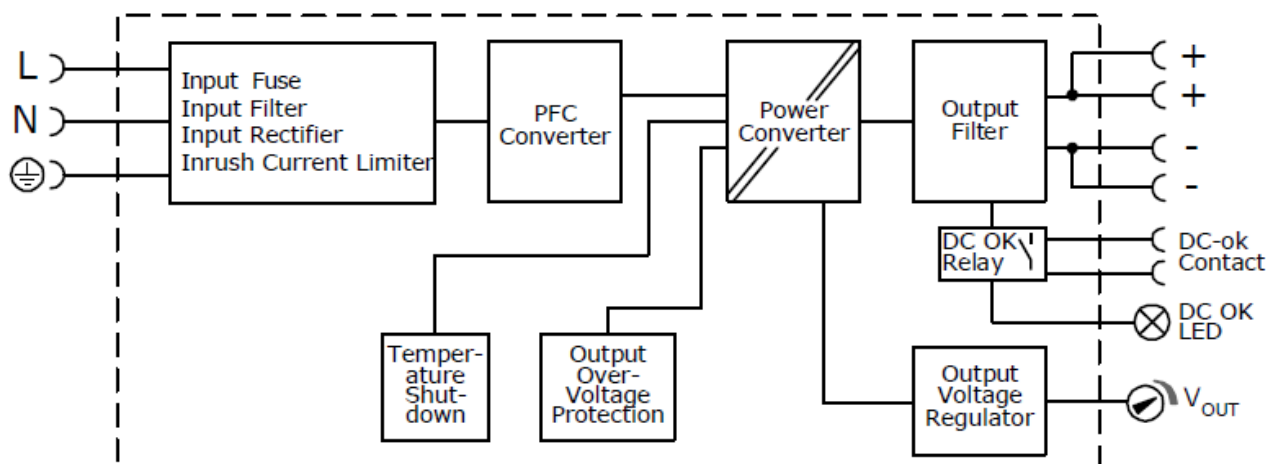 L
N
Input Fuse
Input Filter
Input Rectifier
Inrush Current Limiter
PFC
Converter
Power
Converter
Output
Filter
+
+
-
-
DC OK
Relay
DC-ok
Contact
DC OK
LED
Temper-
ature
Shut-
down
Output
Over-
Voltage
Protection
Output
Voltage
Regulator
VOUT